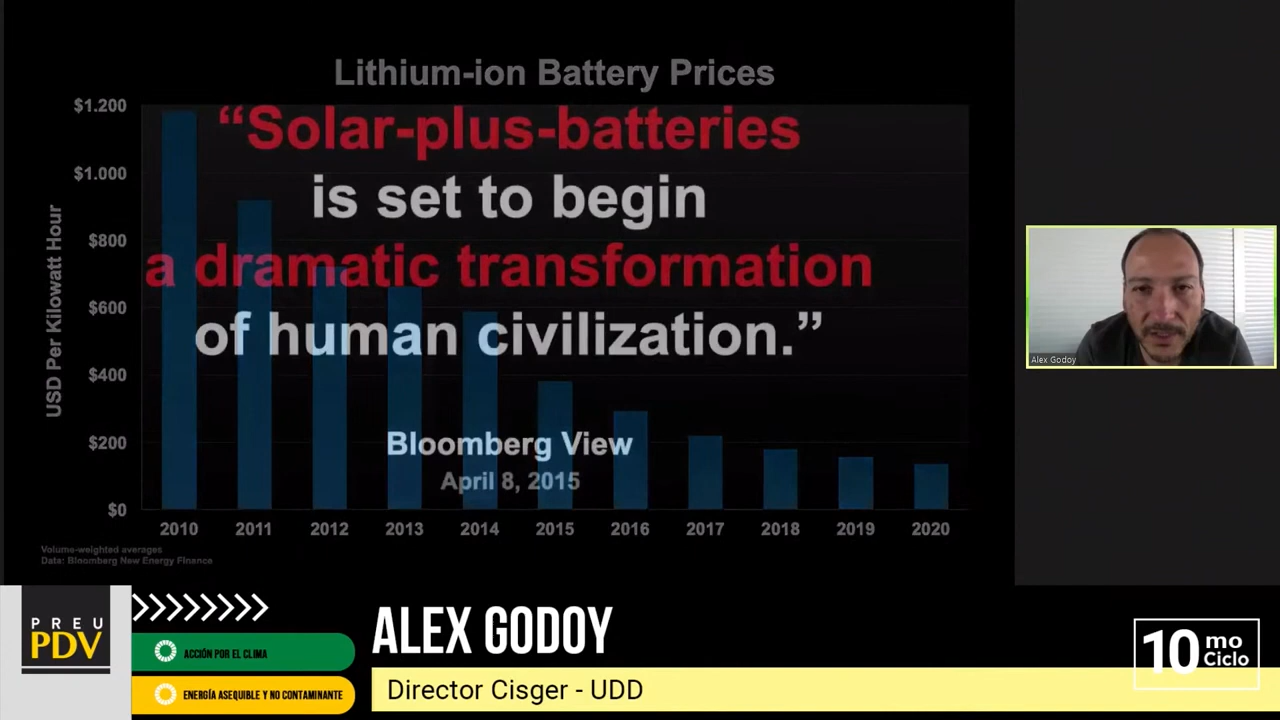 Lithium-ion Battery Prices
$1.200
$1.000
$800
$600
$400
$200
$0
USD Per Kilowatt Hour
“Solar-plus-batteries
is set to begin
a dramatic transformation
of human civilization.”
Bloomberg View
April 8, 2015
2010 2011 2012 2013 2014 2015 2016 2017 2018 2019 2020
Volume-weighted averages
Data: Bloomberg New Energy Finance
Alex Godoy
PREU
PDV
ACCIÓN POR EL CLIMA
ENERGÍA ASEQUIBLE Y NO CONTAMINANTE
ALEX GODOY
Director Cisger - UDD
10 mo
Ciclo